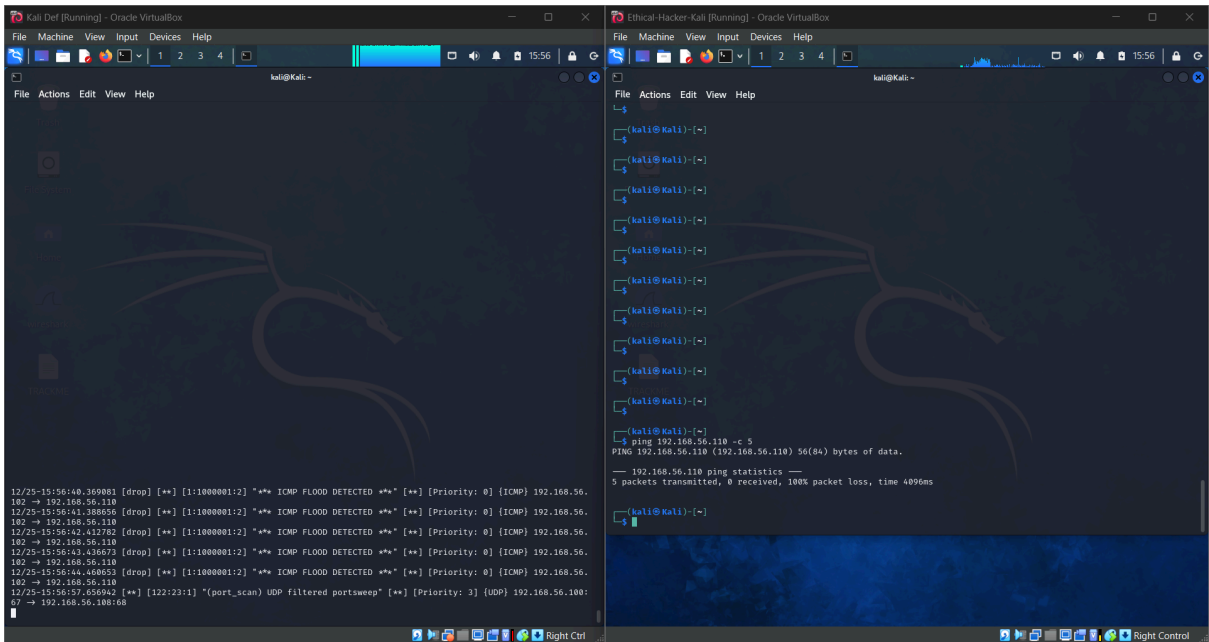 Kali Def [Running] - Oracle VirtualBox
File Machine View Input Devices Help
1 2 3 4
15:56
kali@Kali: ~
File Actions Edit View Help
12/25-15:56:40.369081 [drop] [**] [1:1000001:2] "*** ICMP FLOOD DETECTED ***" [**] [Priority: 0] {ICMP} 192.168.56.
102 → 192.168.56.110
12/25-15:56:41.388656 [drop] [**] [1:1000001:2] "*** ICMP FLOOD DETECTED ***" [**] [Priority: 0] {ICMP} 192.168.56.
102 → 192.168.56.110
12/25-15:56:42.412782 [drop] [**] [1:1000001:2] "*** ICMP FLOOD DETECTED ***" [**] [Priority: 0] {ICMP} 192.168.56.
102 → 192.168.56.110
12/25-15:56:43.436673 [drop] [**] [1:1000001:2] "*** ICMP FLOOD DETECTED ***" [**] [Priority: 0] {ICMP} 192.168.56.
102 → 192.168.56.110
12/25-15:56:44.460653 [drop] [**] [1:1000001:2] "*** ICMP FLOOD DETECTED ***" [**] [Priority: 0] {ICMP} 192.168.56.
102 → 192.168.56.110
12/25-15:56:57.656942 [**] [122:23:1] "(port_scan) UDP filtered portsweep" [**] [Priority: 3] {UDP} 192.168.56.100:
67 → 192.168.56.108:68
Right Ctrl
Ethical-Hacker-Kali [Running] - Oracle VirtualBox
File Machine View Input Devices Help
1 2 3 4
15:56
kali@Kali: ~
File Actions Edit View Help
└─$
┌──(kali㉿Kali)-[~]
└─$
┌──(kali㉿Kali)-[~]
└─$
┌──(kali㉿Kali)-[~]
└─$
┌──(kali㉿Kali)-[~]
└─$
┌──(kali㉿Kali)-[~]
└─$
┌──(kali㉿Kali)-[~]
└─$
┌──(kali㉿Kali)-[~]
└─$
┌──(kali㉿Kali)-[~]
└─$
┌──(kali㉿Kali)-[~]
└─$
┌──(kali㉿Kali)-[~]
└─$
┌──(kali㉿Kali)-[~]
└─$ ping 192.168.56.110 -c 5
PING 192.168.56.110 (192.168.56.110) 56(84) bytes of data.
--- 192.168.56.110 ping statistics ---
5 packets transmitted, 0 received, 100% packet loss, time 4096ms
┌──(kali㉿Kali)-[~]
└─$
Right Control